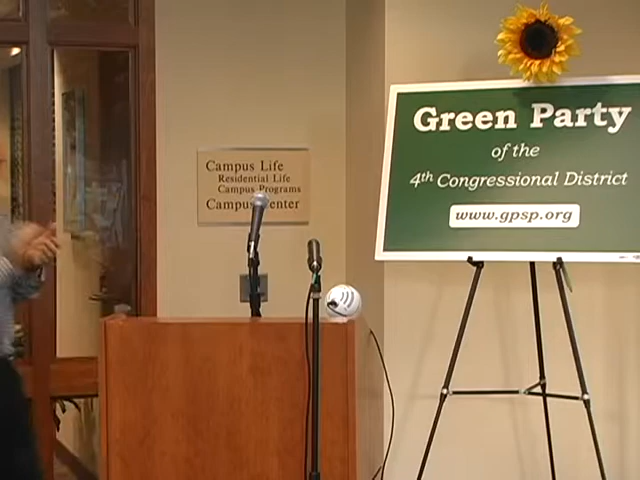 Campus Life
Residential Life
Campus Programs
Campus Center
Green Party
of the
4th Congressional District
www.gpsp.org